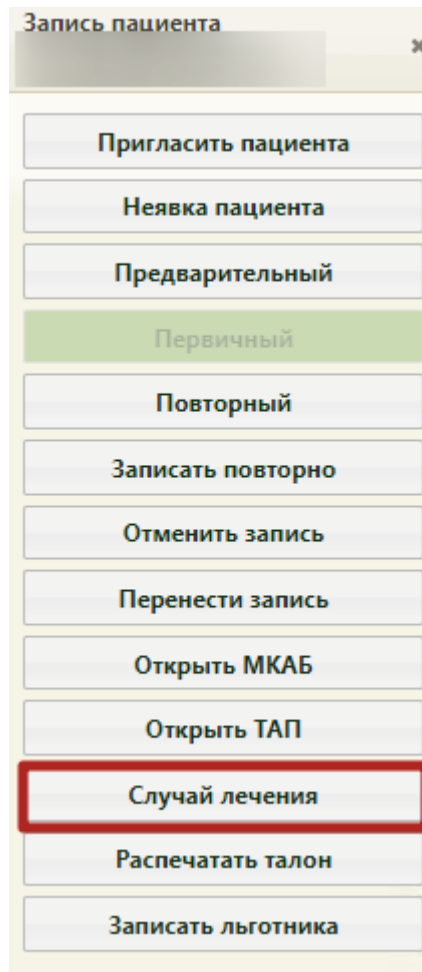 Запись пациента
Пригласить пациента
Неявка пациента
Предварительный
Первичный
Повторный
Записать повторно
Отменить запись
Перенести запись
Открыть МКАБ
Открыть ТАП
Случай лечения
Распечатать талон
Записать льготника